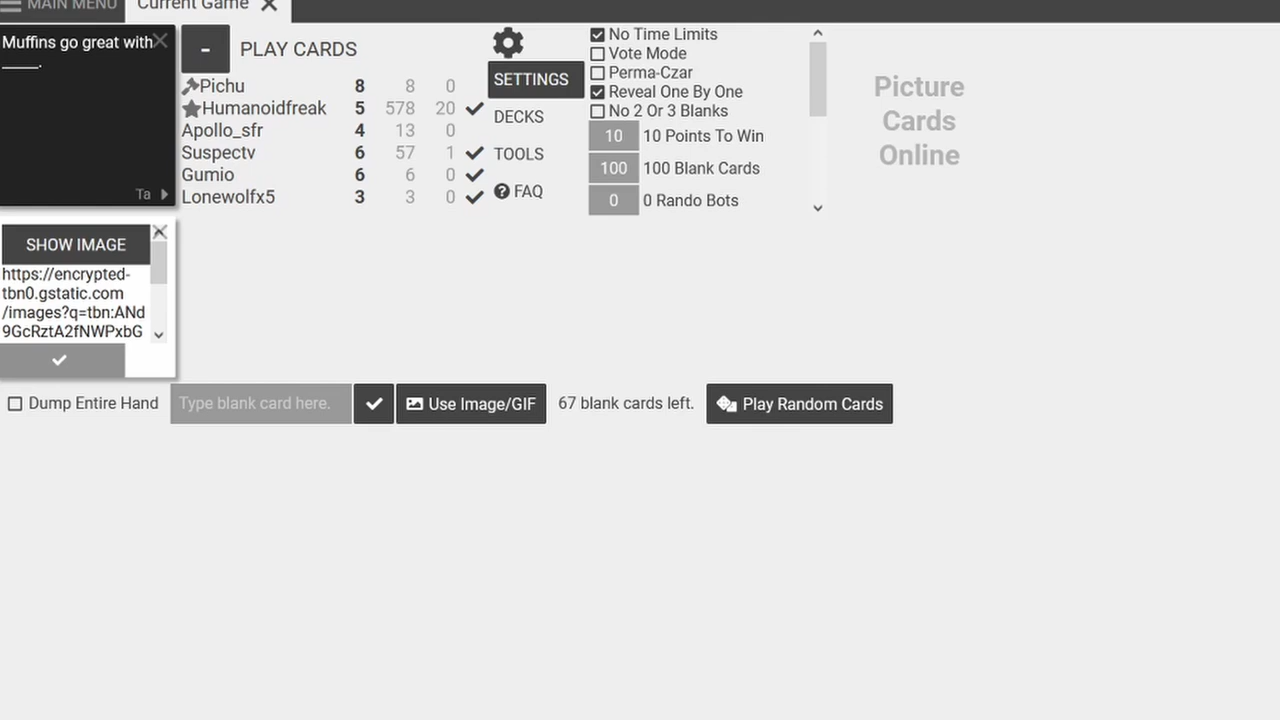 MAIN MENU
Current Game
Muffins go great with
____.
Ta
- PLAY CARDS
Pichu 8 8 0
Humanoidfreak 5 578 20
Apollo_sfr 4 13 0
Suspectv 6 57 1
Gumio 6 6 0
Lonewolfx5 3 3 0
SETTINGS
DECKS
TOOLS
FAQ
No Time Limits
Vote Mode
Perma-Czar
Reveal One By One
No 2 Or 3 Blanks
10 10 Points To Win
100 100 Blank Cards
0 0 Rando Bots
Picture
Cards
Online
SHOW IMAGE
https://encrypted-
tbn0.gstatic.com
/images?q=tbn:ANd
9GcRztA2fNWPxbG
Dump Entire Hand
Type blank card here.
Use Image/GIF
67 blank cards left.
Play Random Cards